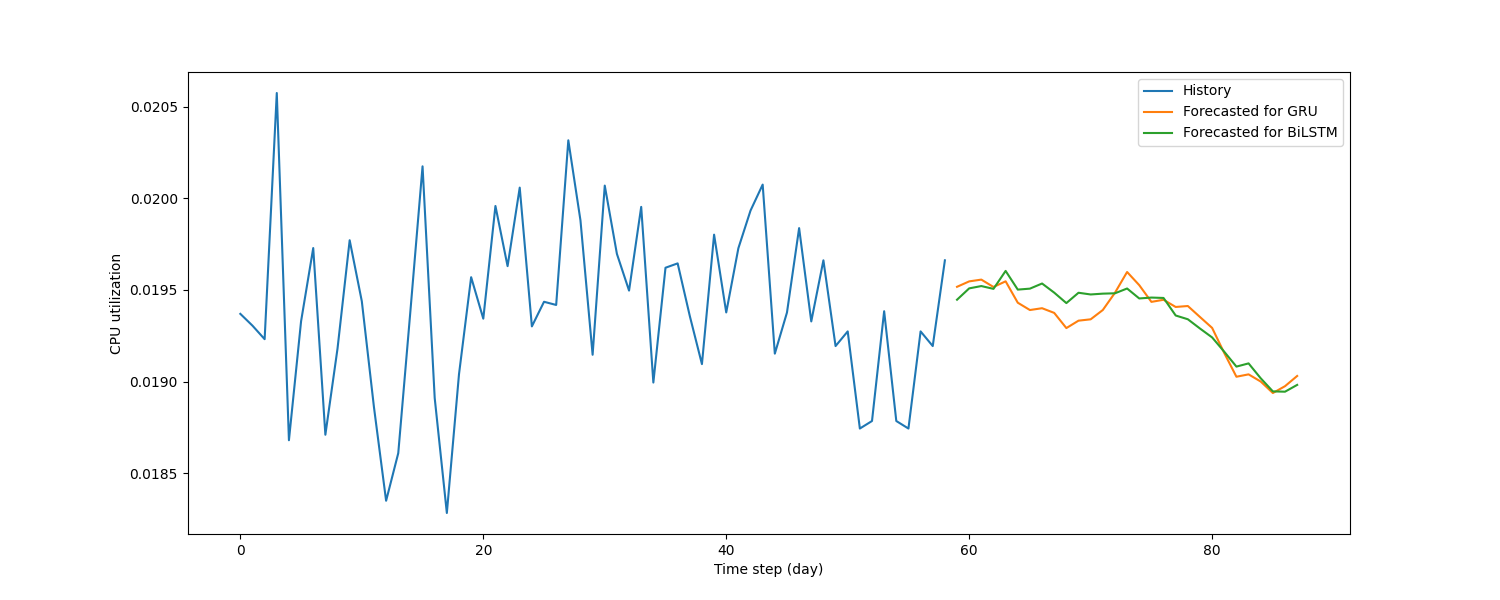 History
Forecasted for GRU
Forecasted for BiLSTM
0.0205
0.0200
0.0195
0.0190
0.0185
CPU utilization
0 20 40 60 80
Time step (day)